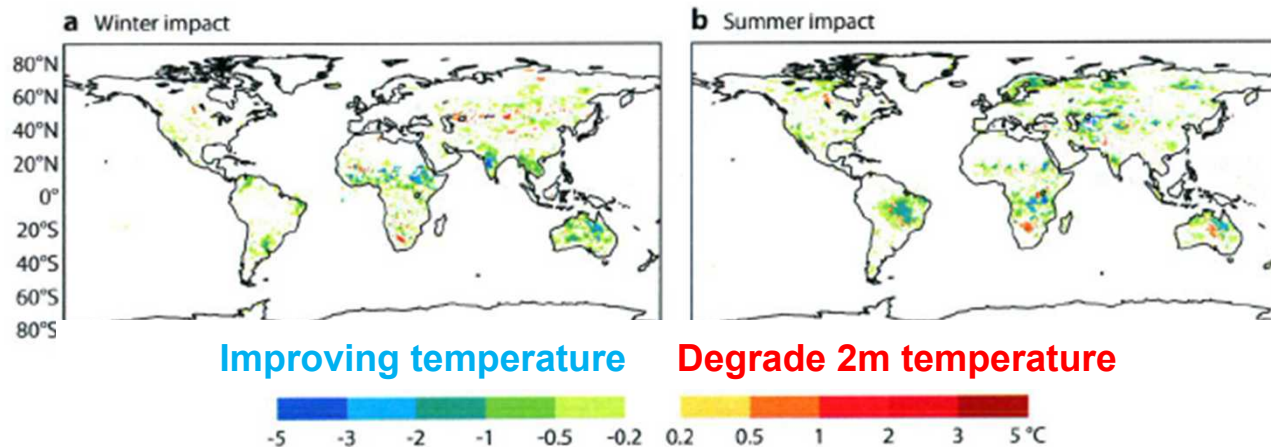 a Winter impact
b Summer impact
80°N
60°N
40°N
20°N
0°
20°S
40°S
60°S
80°S
Improving temperature
Degrade 2m temperature
-5 -3 -2 -1 -0.5 -0.2
0.2 0.5 1 2 3 5 °C